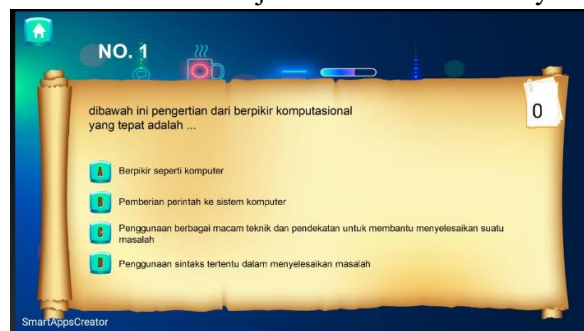 NO. 1
0
dibawah ini pengertian dari berpikir komputasional
yang tepat adalah ...
A Berpikir seperti komputer
B Pemberian perintah ke sistem komputer
C Penggunaan berbagai macam teknik dan pendekatan untuk membantu menyelesaikan suatu
masalah
D Penggunaan sintaks tertentu dalam menyelesaikan masalah
SmartAppsCreator